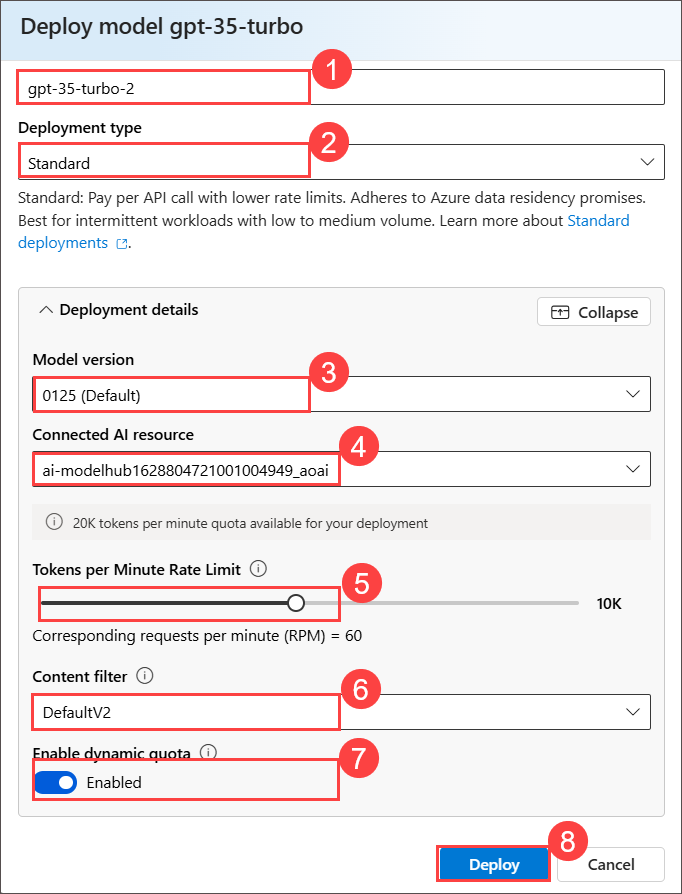 Deploy model gpt-35-turbo
1
gpt-35-turbo-2
Deployment type
2
Standard
Standard: Pay per API call with lower rate limits. Adheres to Azure data residency promises.
Best for intermittent workloads with low to medium volume. Learn more about Standard
deployments.
Deployment details
Collapse
Model version
3
0125 (Default)
Connected AI resource
4
ai-modelhub1628804721001004949_aoai
20K tokens per minute quota available for your deployment
Tokens per Minute Rate Limit
5
10K
Corresponding requests per minute (RPM) = 60
Content filter
6
DefaultV2
Enable dynamic quota
7
Enabled
8
Deploy
Cancel